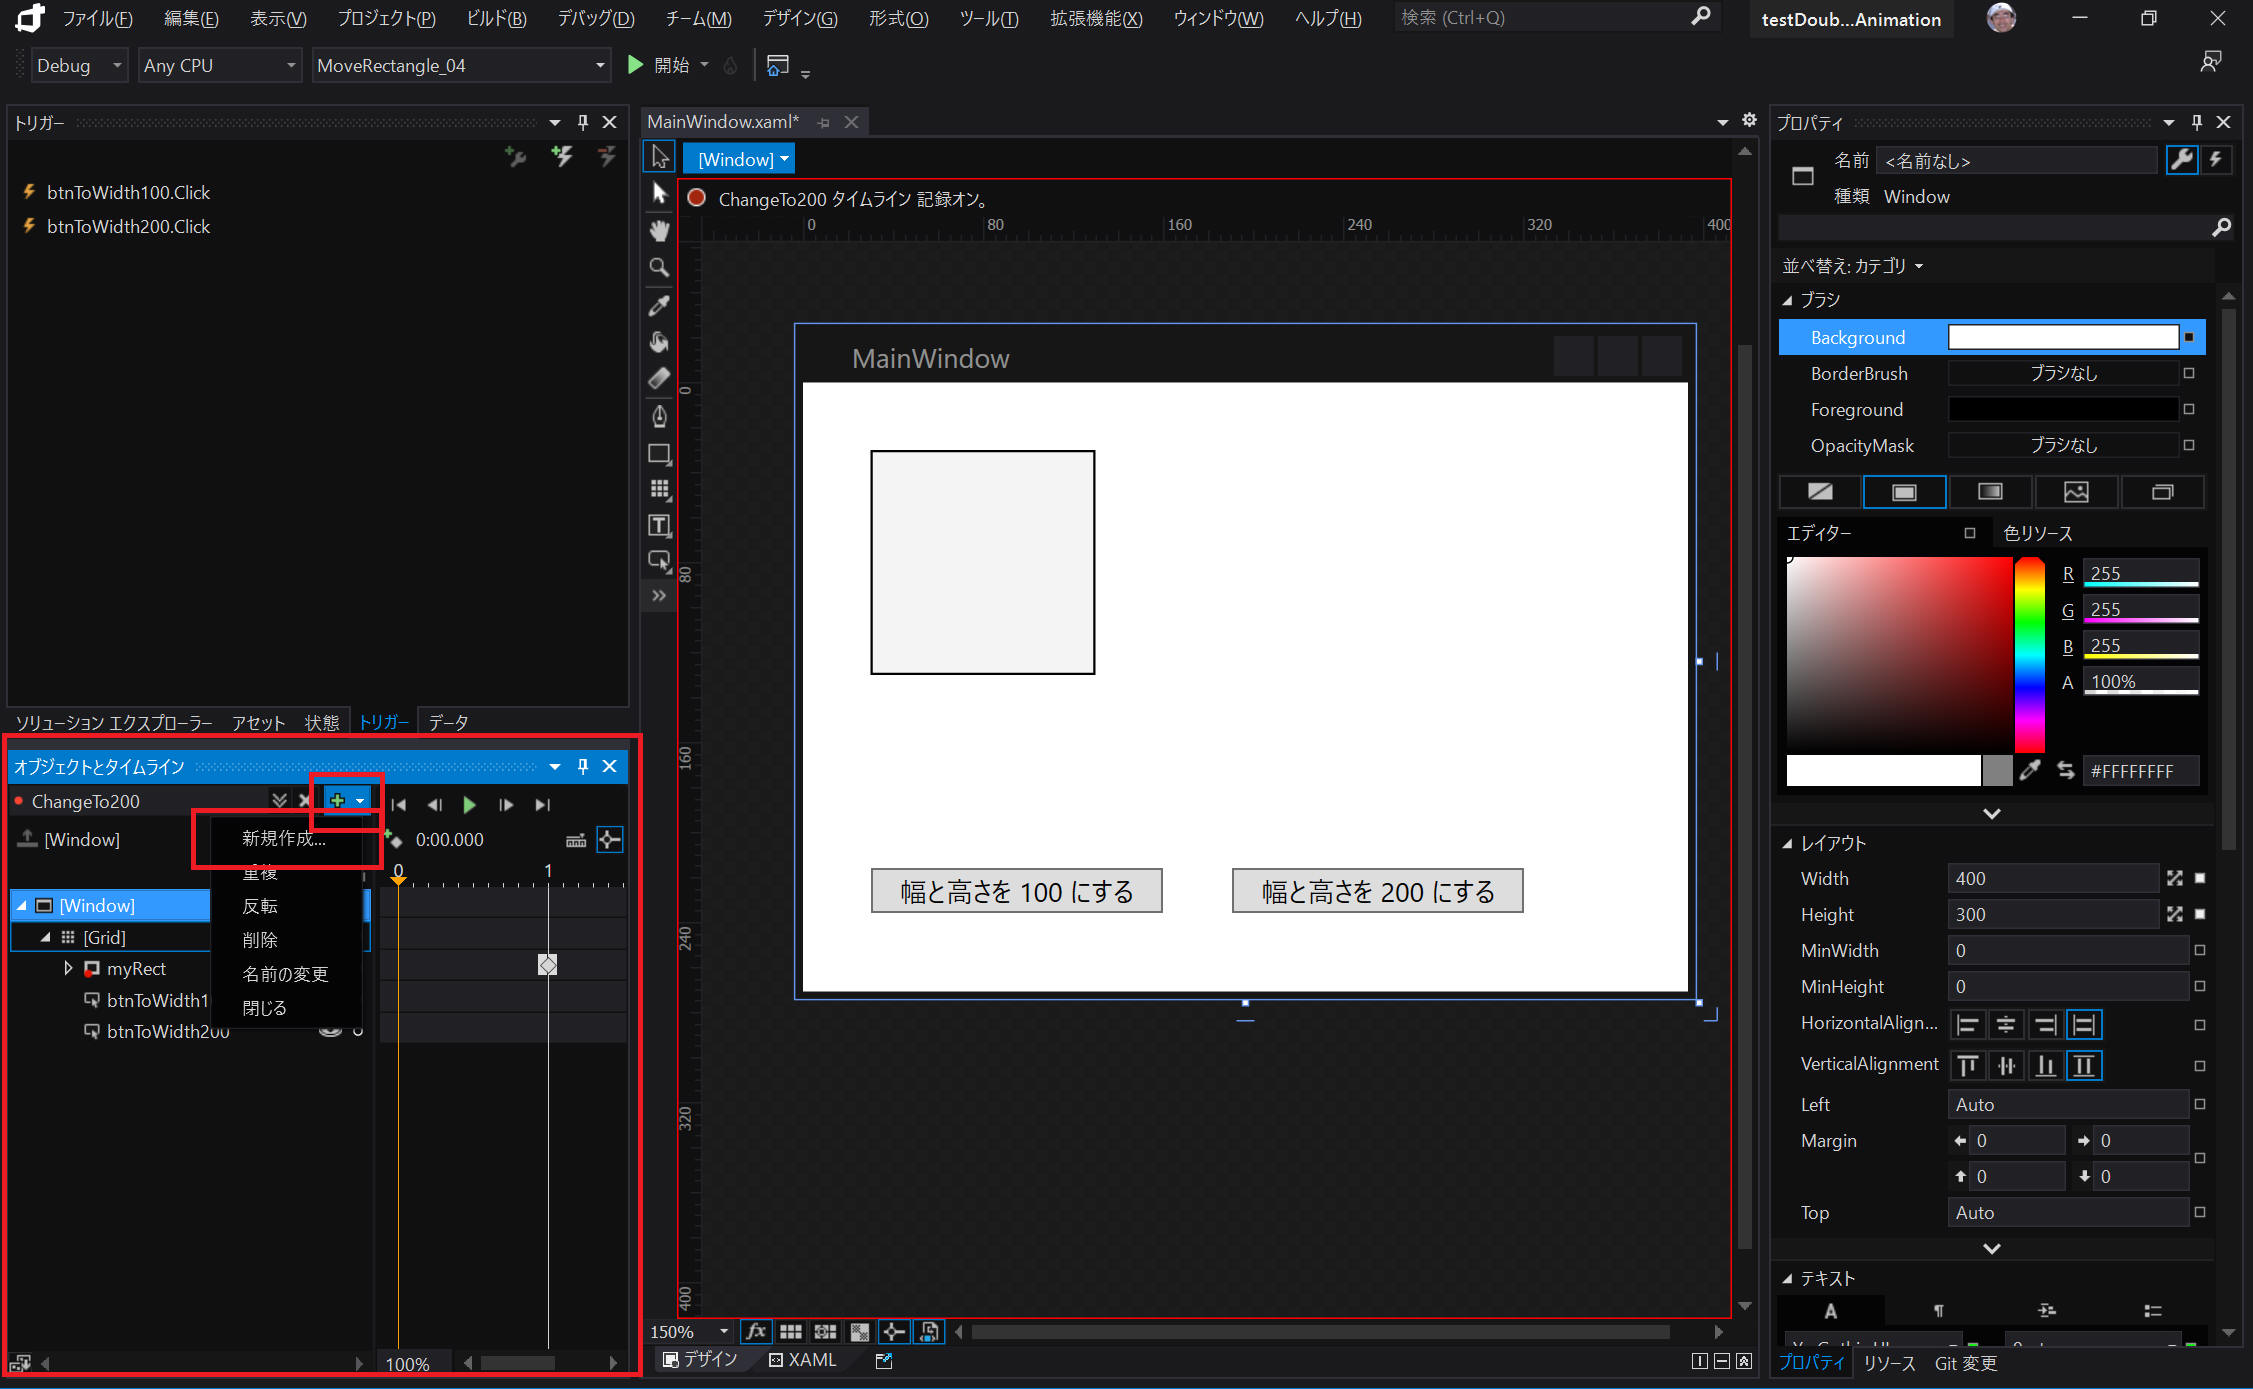 ファイル(F) 編集(E) 表示(V) プロジェクト(P) ビルド(B) デバッグ(D) チーム(M) デザイン(G) 形式(O) ツール(T) 拡張機能(X) ウィンドウ(W) ヘルプ(H) 検索 (Ctrl+Q) testDoub...Animation
Debug Any CPU MoveRectangle_04 開始
トリガー
btnToWidth100.Click
btnToWidth200.Click
ソリューション エクスプローラー アセット 状態 トリガー データ
オブジェクトとタイムライン
ChangeTo200
[Window] 0:00.000
新規作成...
重複
反転
削除
名前の変更
閉じる
0 1
[Window]
[Grid]
myRect
btnToWidth1
btnToWidth200
100%
MainWindow.xaml*
[Window]
ChangeTo200 タイムライン 記録オン。
0 80 160 240 320 400
0
80
160
240
320
400
MainWindow
幅と高さを 100 にする 幅と高さを 200 にする
150%
デザイン XAML
プロパティ
名前 <名前なし>
種類 Window
並べ替え: カテゴリ
ブラシ
Background
BorderBrush ブラシなし
Foreground
OpacityMask ブラシなし
エディター 色リソース
R 255
G 255
B 255
A 100%
#FFFFFFFF
レイアウト
Width 400
Height 300
MinWidth 0
MinHeight 0
HorizontalAlign...
VerticalAlignment
Left Auto
Margin 0 0
0 0
Top Auto
テキスト
A ¶
プロパティ リソース Git 変更